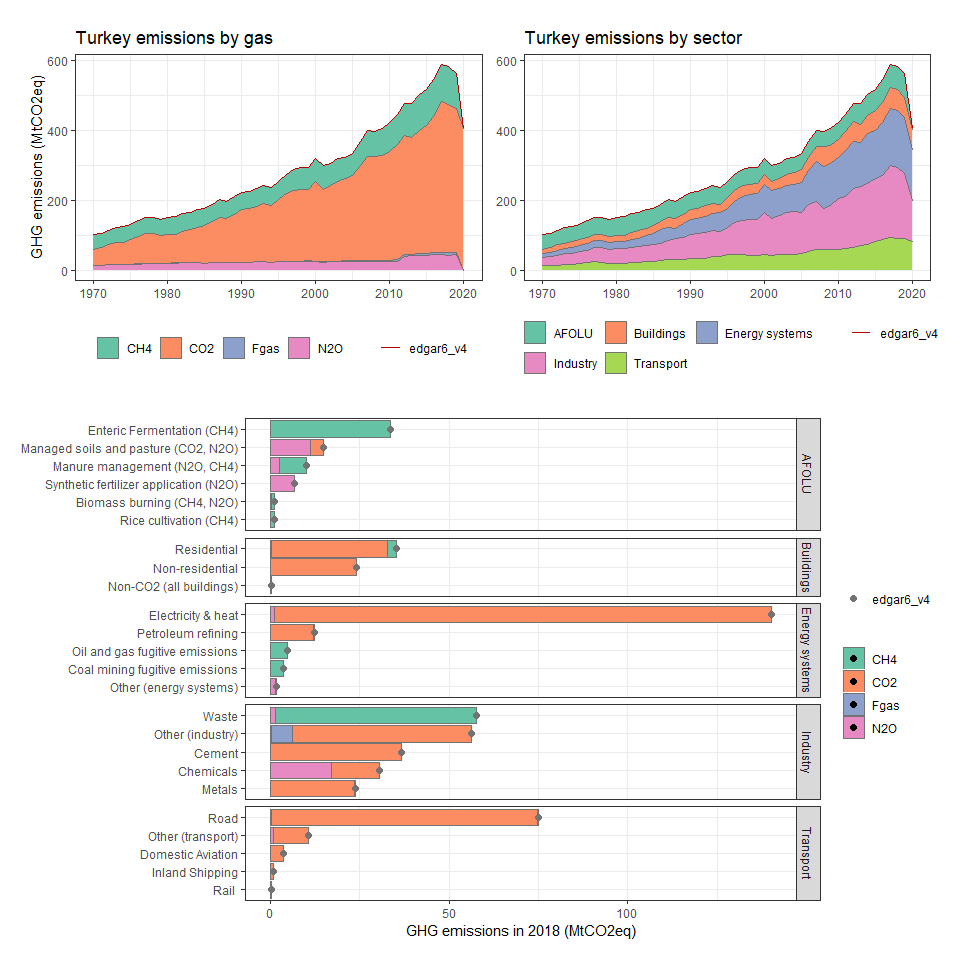 Turkey emissions by gas
GHG emissions (MtCO2eq)
600
400
200
0
1970
1980
1990
2000
2010
2020
CH4
CO2
Fgas
N2O
edgar6_v4
Turkey emissions by sector
600
400
200
0
1970
1980
1990
2000
2010
2020
AFOLU
Buildings
Energy systems
edgar6_v4
Industry
Transport
Enteric Fermentation (CH4)
Managed soils and pasture (CO2, N2O)
Manure management (N2O, CH4)
Synthetic fertilizer application (N2O)
Biomass burning (CH4, N2O)
Rice cultivation (CH4)
AFOLU
Residential
Non-residential
Non-CO2 (all buildings)
Buildings
Electricity & heat
Petroleum refining
Oil and gas fugitive emissions
Coal mining fugitive emissions
Other (energy systems)
Energy systems
Waste
Other (industry)
Cement
Chemicals
Metals
Industry
Road
Other (transport)
Domestic Aviation
Inland Shipping
Rail
Transport
0
50
100
GHG emissions in 2018 (MtCO2eq)
edgar6_v4
CH4
CO2
Fgas
N2O